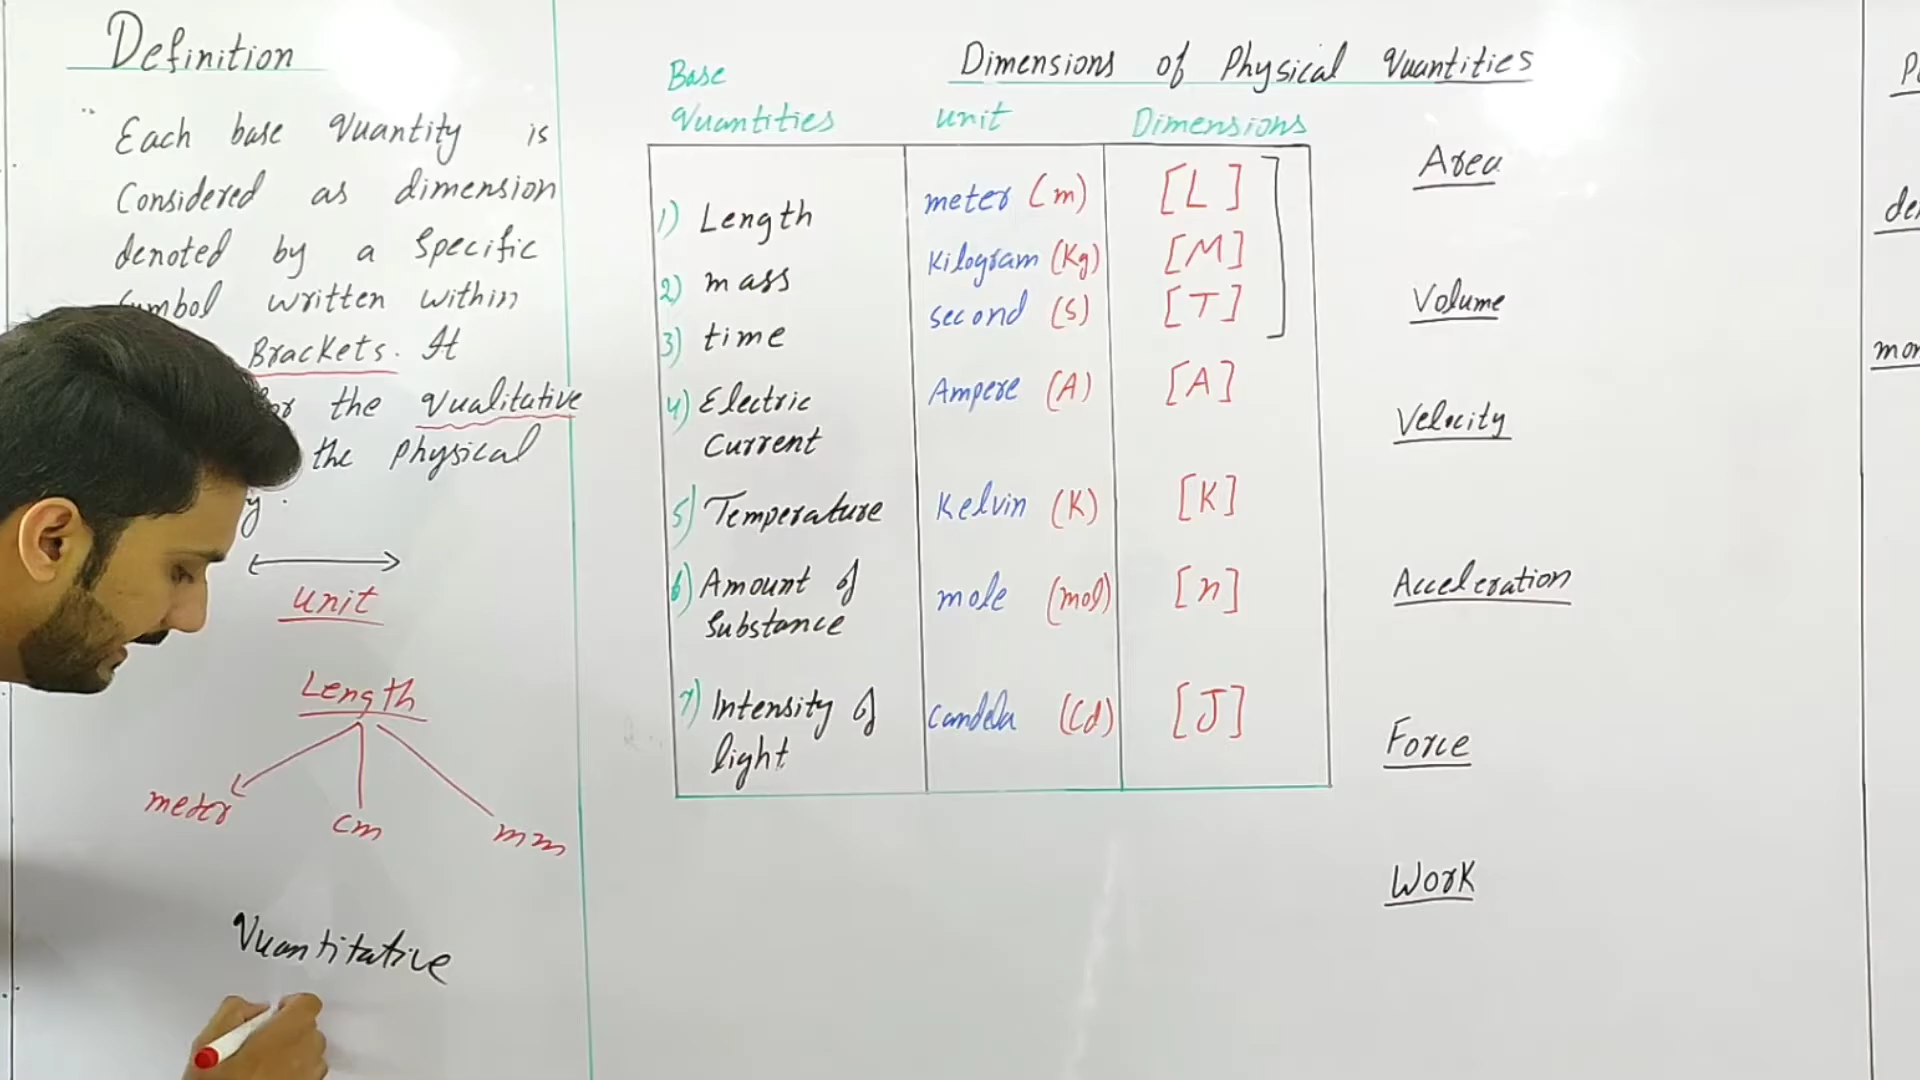 Definition
" Each base Quantity is
Considered as dimension
denoted by a Specific
written within
Brackets. It
the Qualitative
the Physical
unit
Length
meter cm mm
Quantitative
Dimensions of Physical Quantities
Base
Quantities unit Dimensions
1) Length meter (m) [L]
2) mass Kilogram (Kg) [M]
3) time second (s) [T]
4) Electric
Current Ampere (A) [A]
5) Temperature Kelvin (K) [K]
6) Amount of
Substance mole (mol) [n]
7) Intensity of
light candela (Cd) [J]
Area
Volume
Velocity
Acceleration
Force
Work